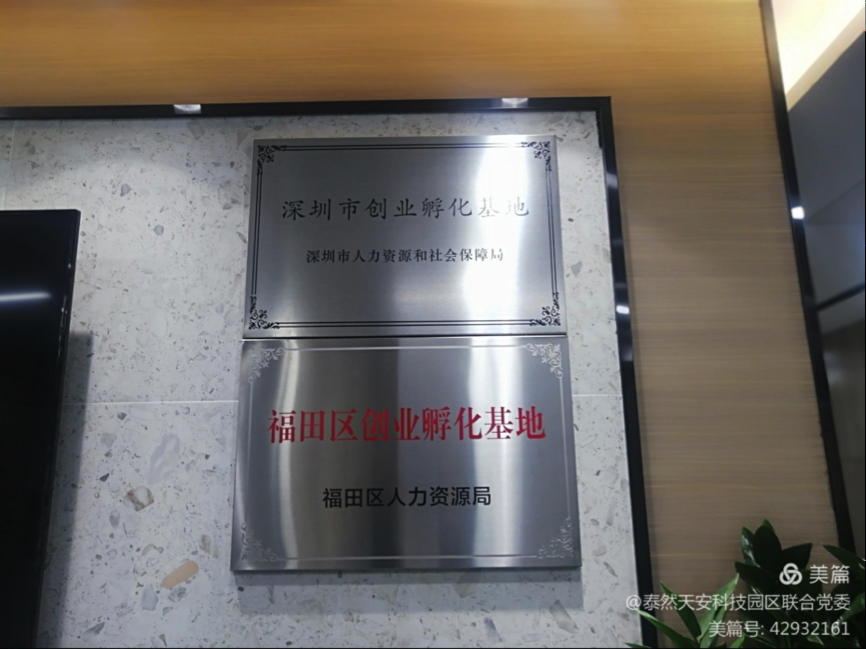 深圳市创业孵化基地
深圳市人力资源和社会保障局
福田区创业孵化基地
福田区人力资源局
美篇
@泰然天安科技园区联合党委
美篇号: 42932161